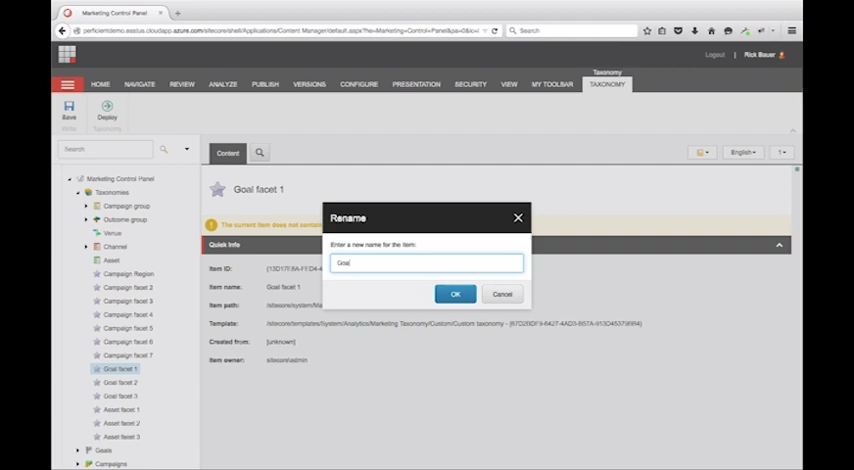 Marketing Control Panel
perficientdemo.eastus.cloudapp.azure.com/sitecore/shell/Applications/Content Manager/default.aspx?he=Marketing+Control+Panel&pa=0&ic=
Search
Logout | Rick Bauer
HOME NAVIGATE REVIEW ANALYZE PUBLISH VERSIONS CONFIGURE PRESENTATION SECURITY VIEW MY TOOLBAR Taxonomy TAXONOMY
Save Deploy
Write Taxonomy
Search
Content
English
1
Marketing Control Panel
Taxonomies
Campaign group
Outcome group
Venue
Channel
Asset
Campaign Region
Campaign facet 2
Campaign facet 3
Campaign facet 4
Campaign facet 5
Campaign facet 6
Campaign facet 7
Goal facet 1
Goal facet 2
Goal facet 3
Asset facet 1
Asset facet 2
Asset facet 3
Goals
Campaigns
Goal facet 1
The current item does not contain
Quick Info
Item ID:
Item name: Goal facet 1
Item path: /sitecore/system/Ma
Template: /sitecore/templates/System/Analytics/Marketing Taxonomy/Custom/Custom taxonomy -
Created from: [unknown]
Item owner: sitecore\admin
Rename
Enter a new name for the item:
Goal
OK Cancel